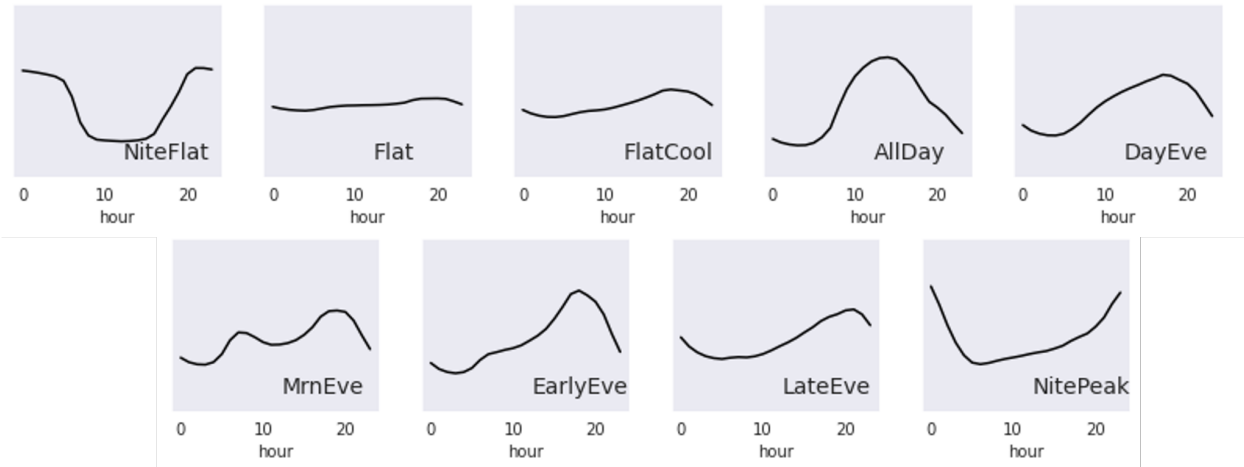 NiteFlat Flat FlatCool AllDay DayEve
0 10 20 0 10 20 0 10 20 0 10 20 0 10 20
hour hour hour hour hour
MrnEve EarlyEve LateEve NitePeak
0 10 20 0 10 20 0 10 20 0 10 20
hour hour hour hour